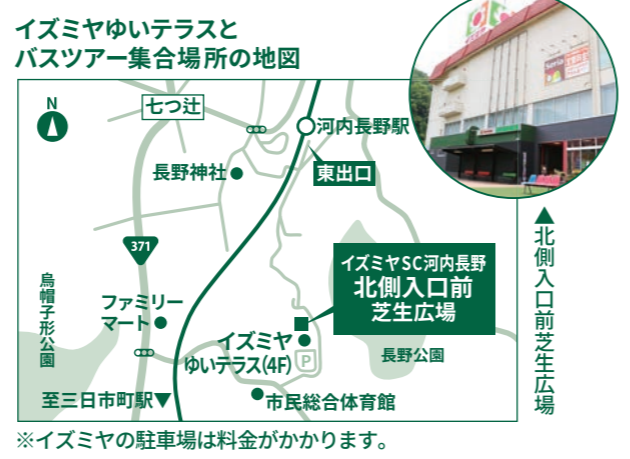 イズミヤゆいテラスと
バスツアー集合場所の地図
N
七つ辻
河内長野駅
東出口
長野神社
371
烏帽子形公園
ファミリー
マート
イズミヤSC河内長野
北側入口前
芝生広場
イズミヤ
ゆいテラス(4F)
P
長野公園
至三日市町駅▼
市民総合体育館
▲北側入口前芝生広場
Seria
※イズミヤの駐車場は料金がかかります。